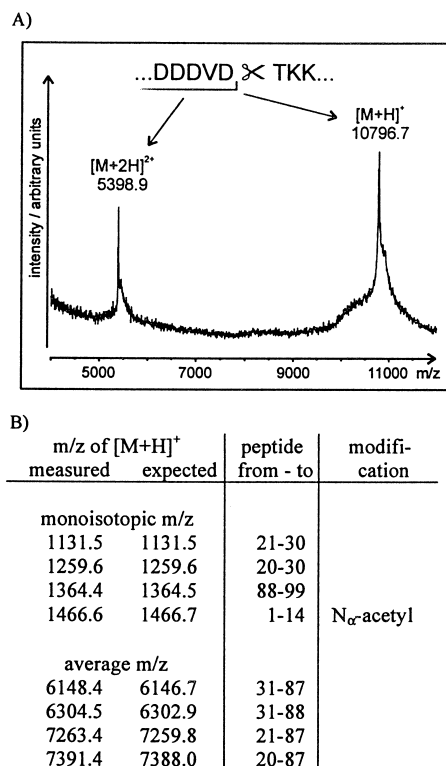 A)
...DDDVD ✂ TKK...
[M+H]⁺
10796.7
[M+2H]²⁺
5398.9
intensity / arbitrary units
5000 7000 9000 11000 m/z
B)
m/z of [M+H]⁺ peptide modifi-
measured expected from - to cation
monoisotopic m/z
1131.5 1131.5 21-30
1259.6 1259.6 20-30
1364.4 1364.5 88-99
1466.6 1466.7 1-14 Nα-acetyl
average m/z
6148.4 6146.7 31-87
6304.5 6302.9 31-88
7263.4 7259.8 21-87
7391.4 7388.0 20-87